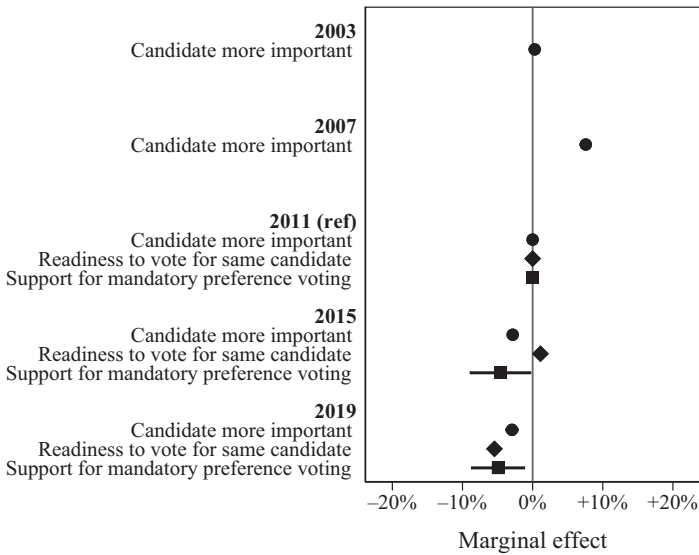 2003
Candidate more important
2007
Candidate more important
2011 (ref)
Candidate more important
Readiness to vote for same candidate
Support for mandatory preference voting
2015
Candidate more important
Readiness to vote for same candidate
Support for mandatory preference voting
2019
Candidate more important
Readiness to vote for same candidate
Support for mandatory preference voting
–20% –10% 0% +10% +20%
Marginal effect